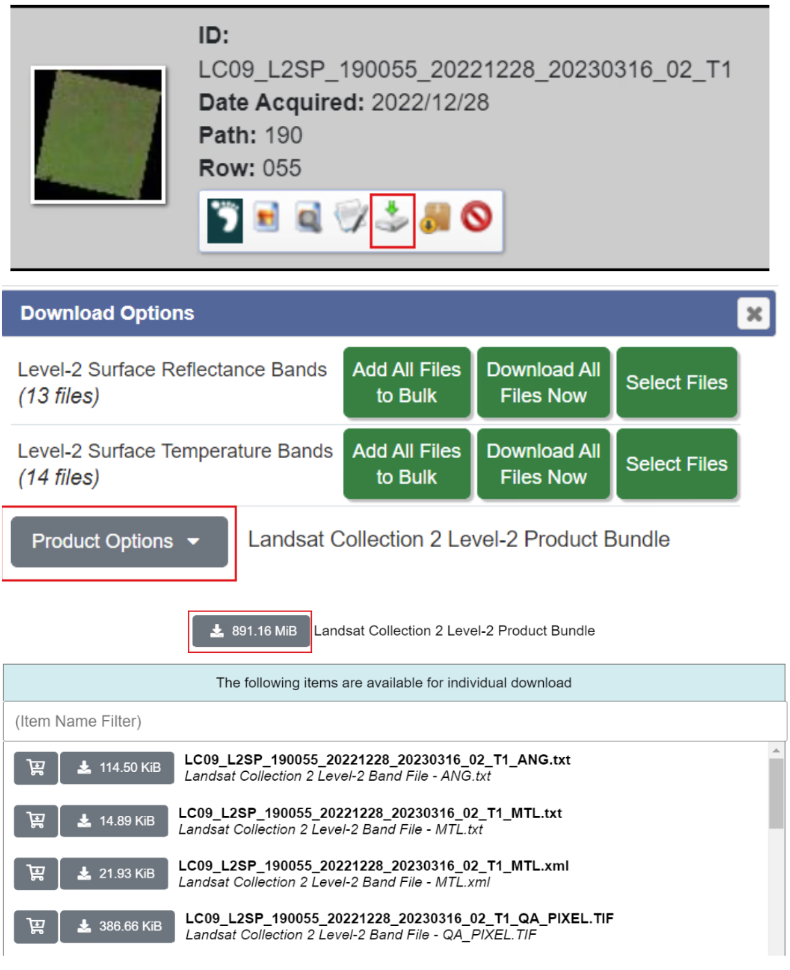 ID:
LC09_L2SP_190055_20221228_20230316_02_T1
Date Acquired: 2022/12/28
Path: 190
Row: 055
Download Options
Level-2 Surface Reflectance Bands
(13 files)
Add All Files
to Bulk
Download All
Files Now
Select Files
Level-2 Surface Temperature Bands
(14 files)
Add All Files
to Bulk
Download All
Files Now
Select Files
Product Options
Landsat Collection 2 Level-2 Product Bundle
891.16 MiB
Landsat Collection 2 Level-2 Product Bundle
The following items are available for individual download
(Item Name Filter)
114.50 KiB
LC09_L2SP_190055_20221228_20230316_02_T1_ANG.txt
Landsat Collection 2 Level-2 Band File - ANG.txt
14.89 KiB
LC09_L2SP_190055_20221228_20230316_02_T1_MTL.txt
Landsat Collection 2 Level-2 Band File - MTL.txt
21.93 KiB
LC09_L2SP_190055_20221228_20230316_02_T1_MTL.xml
Landsat Collection 2 Level-2 Band File - MTL.xml
386.66 KiB
LC09_L2SP_190055_20221228_20230316_02_T1_QA_PIXEL.TIF
Landsat Collection 2 Level-2 Band File - QA_PIXEL.TIF